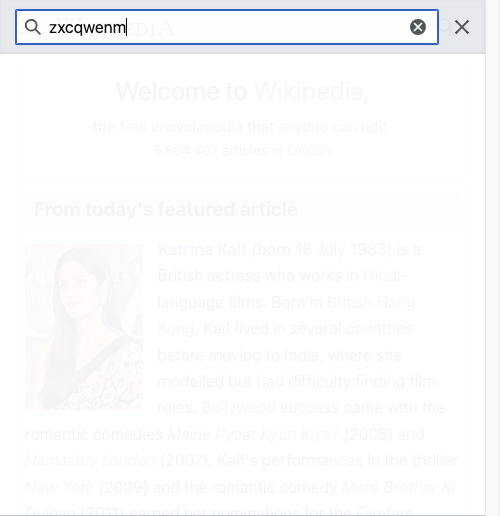 zxcqwenm
Welcome to Wikipedia,
the free encyclopedia that anyone can edit.
6,684,407 articles in English
From today's featured article
Katrina Kaif (born 16 July 1983) is a
British actress who works in Hindi-
language films. Born in British Hong
Kong, Kaif lived in several countries
before moving to India, where she
modelled but had difficulty finding film
roles. Bollywood success came with the
romantic comedies Maine Pyaar Kyun Kiya? (2005) and
Namastey London (2007). Kaif's performances in the thriller
New York (2009) and the romantic comedy Mere Brother Ki
Dulhan (2011) earned her nominations for the Filmfare